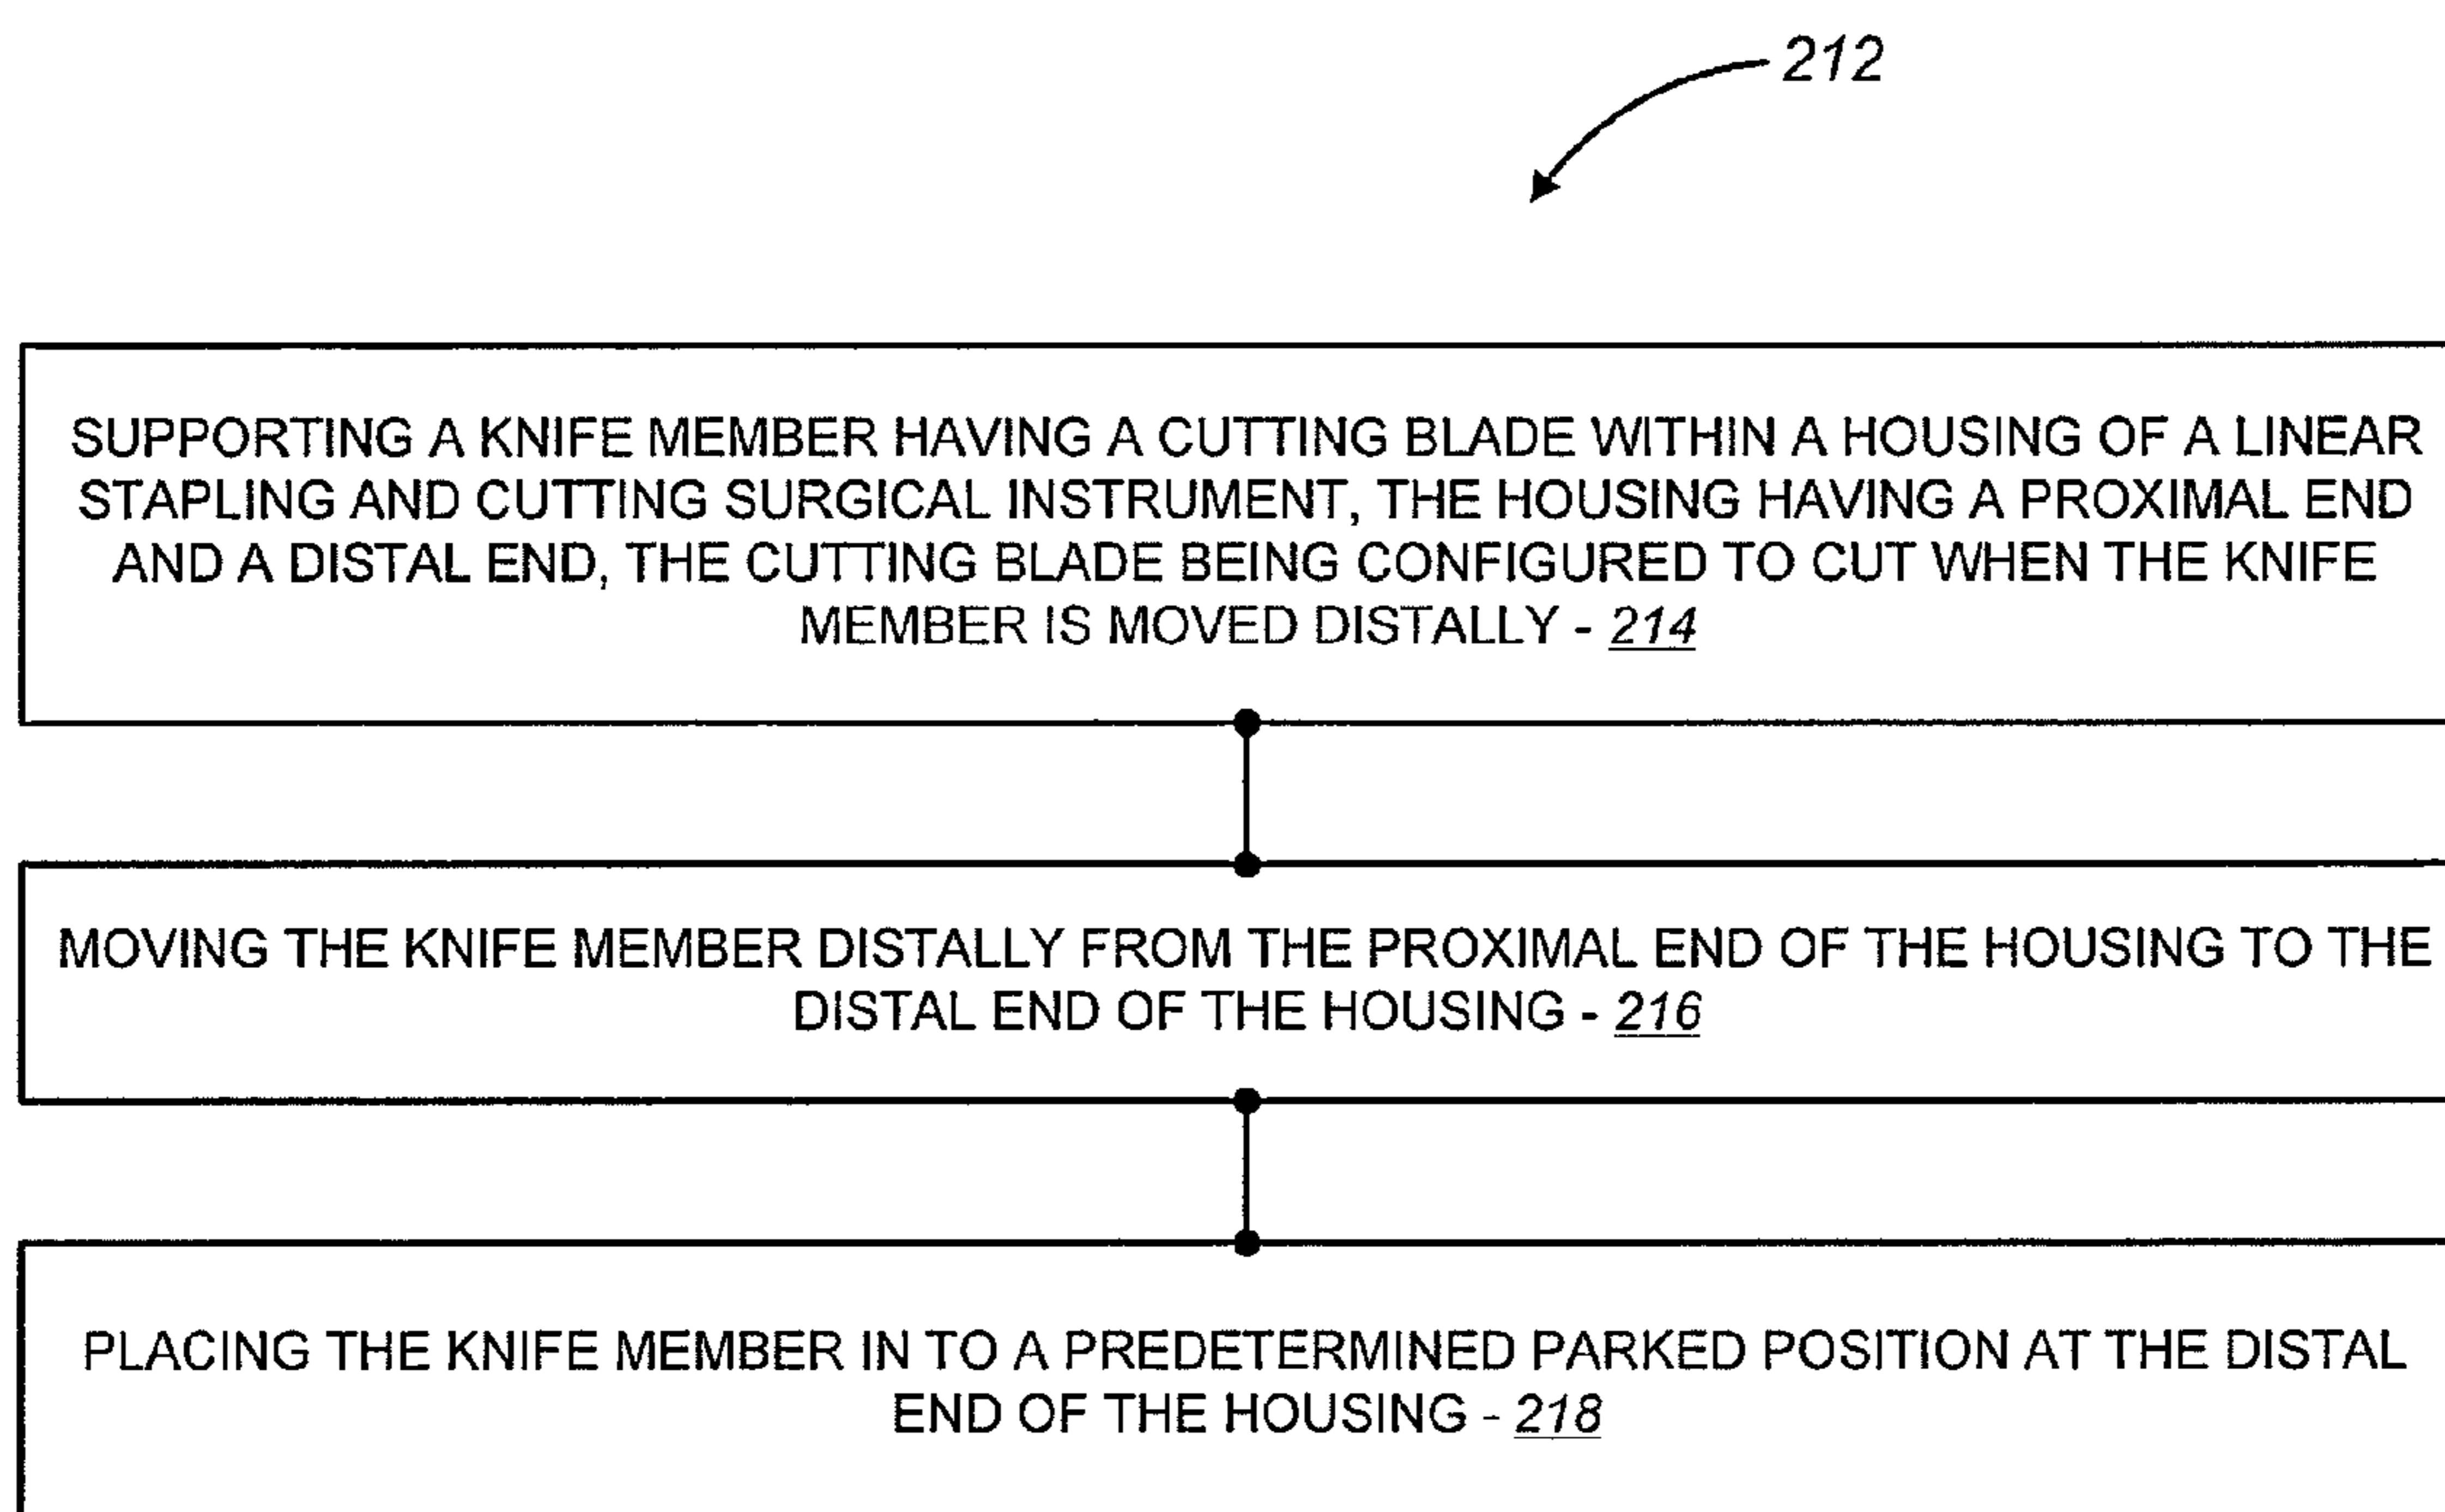 212
SUPPORTING A KNIFE MEMBER HAVING A CUTTING BLADE WITHIN A HOUSING OF A LINEAR
STAPLING AND CUTTING SURGICAL INSTRUMENT, THE HOUSING HAVING A PROXIMAL END
AND A DISTAL END, THE CUTTING BLADE BEING CONFIGURED TO CUT WHEN THE KNIFE
MEMBER IS MOVED DISTALLY - 214
MOVING THE KNIFE MEMBER DISTALLY FROM THE PROXIMAL END OF THE HOUSING TO THE
DISTAL END OF THE HOUSING - 216
PLACING THE KNIFE MEMBER IN TO A PREDETERMINED PARKED POSITION AT THE DISTAL
END OF THE HOUSING - 218